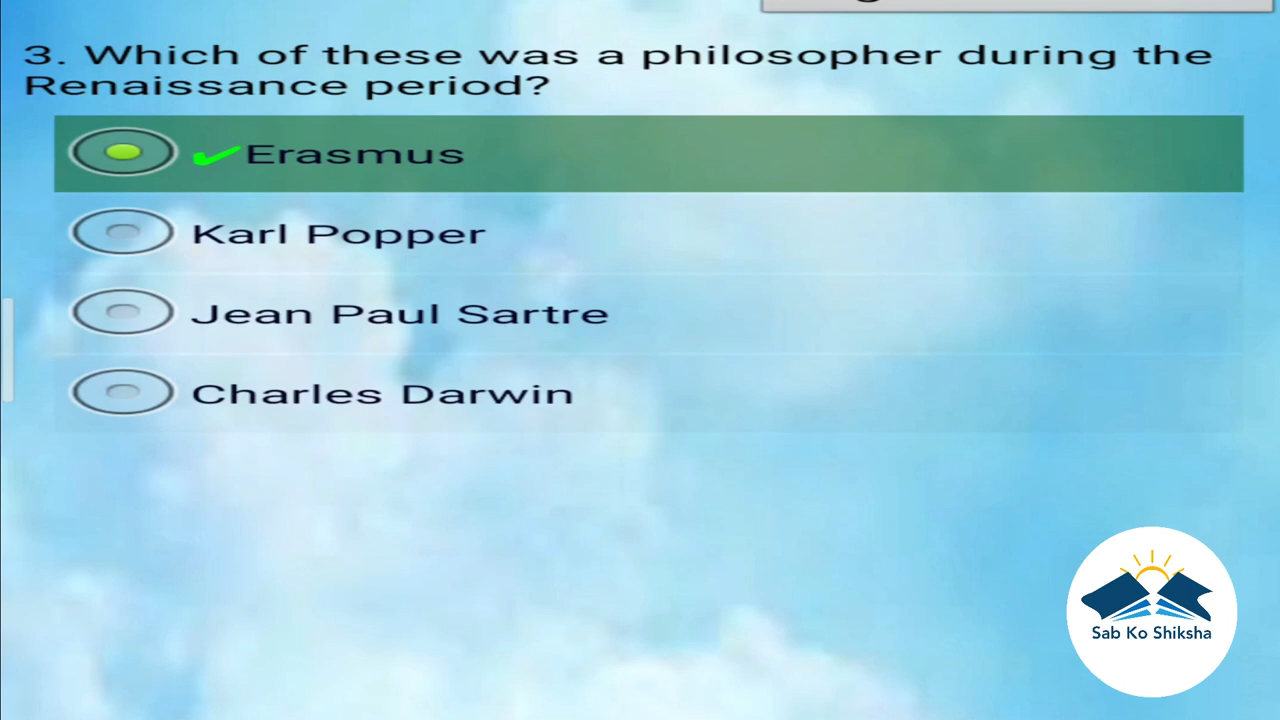 3. Which of these was a philosopher during the
Renaissance period?
Erasmus
Karl Popper
Jean Paul Sartre
Charles Darwin
Sab Ko Shiksha